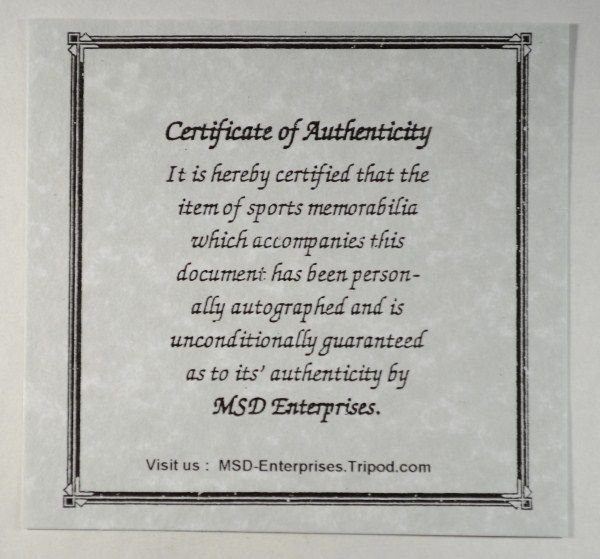 Certificate of Authenticity
It is hereby certified that the
item of sports memorabilia
which accompanies this
document has been person-
ally autographed and is
unconditionally guaranteed
as to its' authenticity by
MSD Enterprises.
Visit us : MSD-Enterprises.Tripod.com